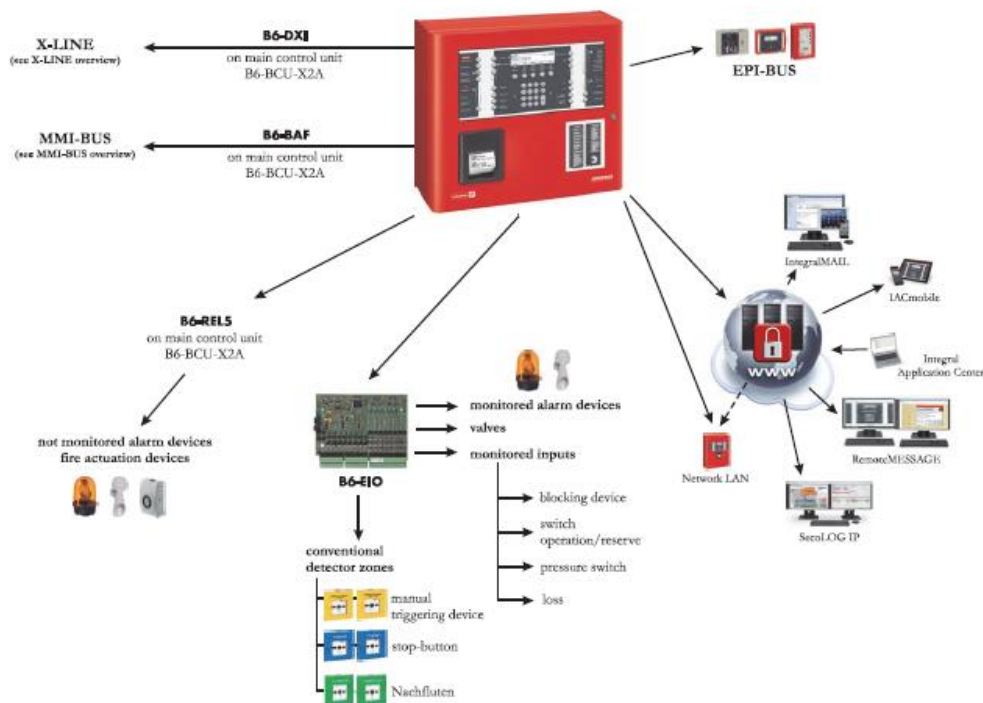 X-LINE
(see X-LINE overview)
B6-DXI
on main control unit
B6-BCU-X2A
EPI-BUS
MMI-BUS
(see MMI-BUS overview)
B6-BAF
on main control unit
B6-BCU-X2A
IntegralMAIL
IACmobile
Integral
Application Center
www
RemoteMESSAGE
Network LAN
SecoLOG IP
B6-REL5
on main control unit
B6-BCU-X2A
not monitored alarm devices
fire actuation devices
monitored alarm devices
valves
monitored inputs
B6-EIO
blocking device
switch
operation/reserve
pressure switch
loss
conventional
detector zones
manual
triggering device
stop-button
Nachfluten